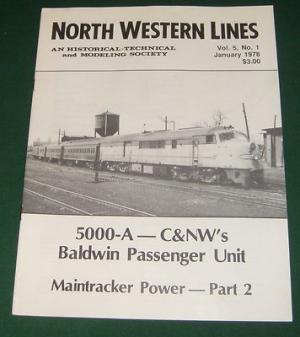 NORTH WESTERN LINES
AN HISTORICAL-TECHNICAL
and MODELING SOCIETY
Vol. 5, No. 1
January 1978
$3.00
5000-A — C&NW's
Baldwin Passenger Unit
Maintracker Power — Part 2